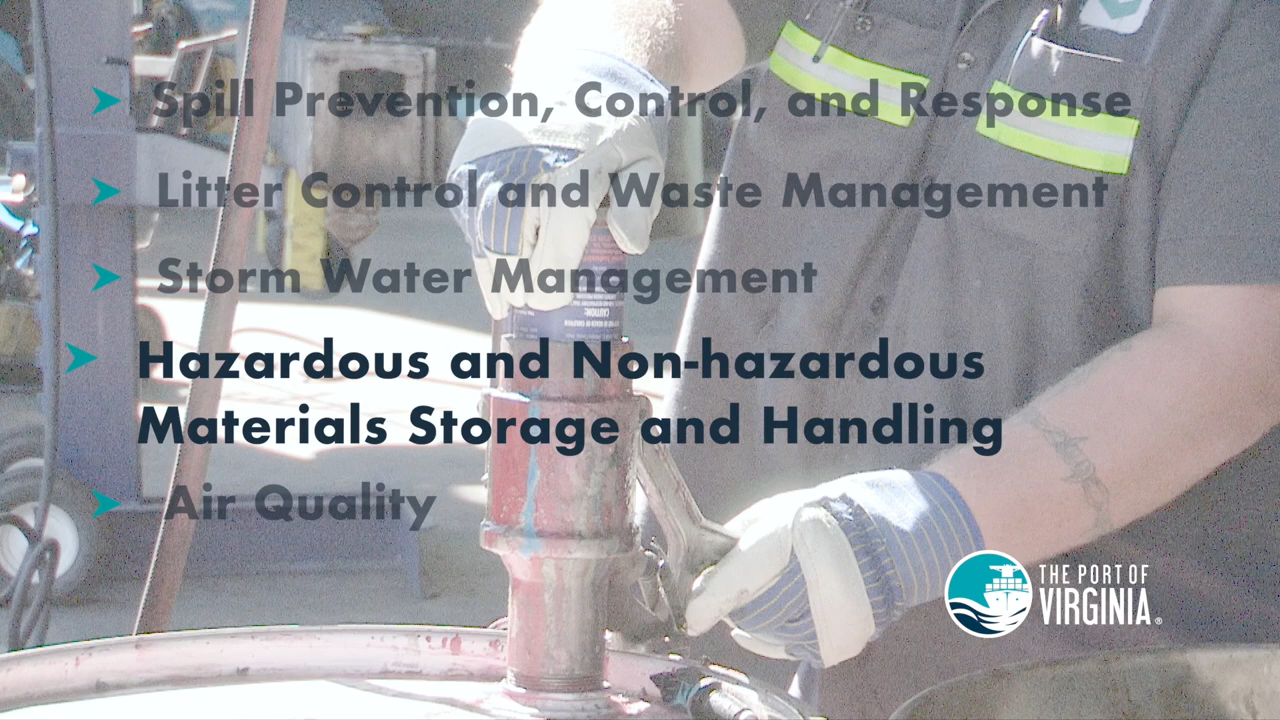 Spill Prevention, Control, and Response
Litter Control and Waste Management
Storm Water Management
Hazardous and Non-hazardous
Materials Storage and Handling
Air Quality
THE PORT OF
VIRGINIA®
CAUTION: